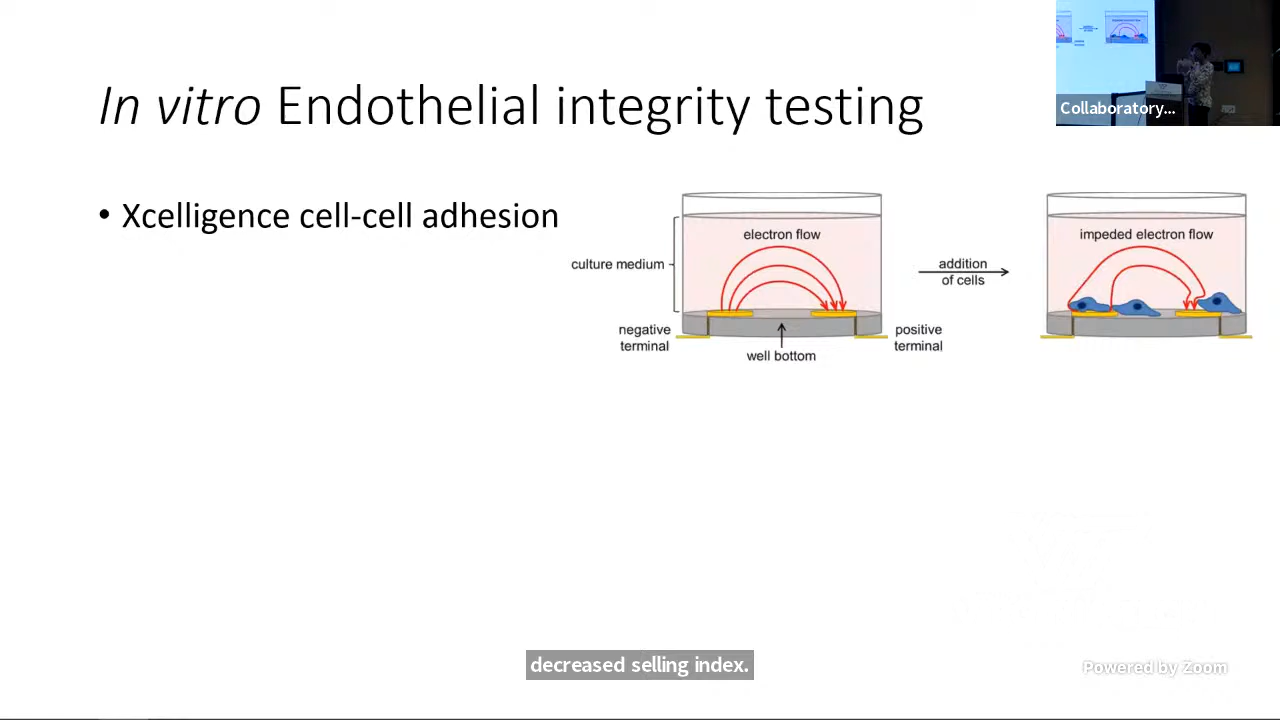 In vitro Endothelial integrity testing
Collaboratory...
• Xcelligence cell-cell adhesion
electron flow
culture medium
negative
terminal
well bottom
positive
terminal
addition
of cells
impeded electron flow
decreased selling index.
Powered by Zoom